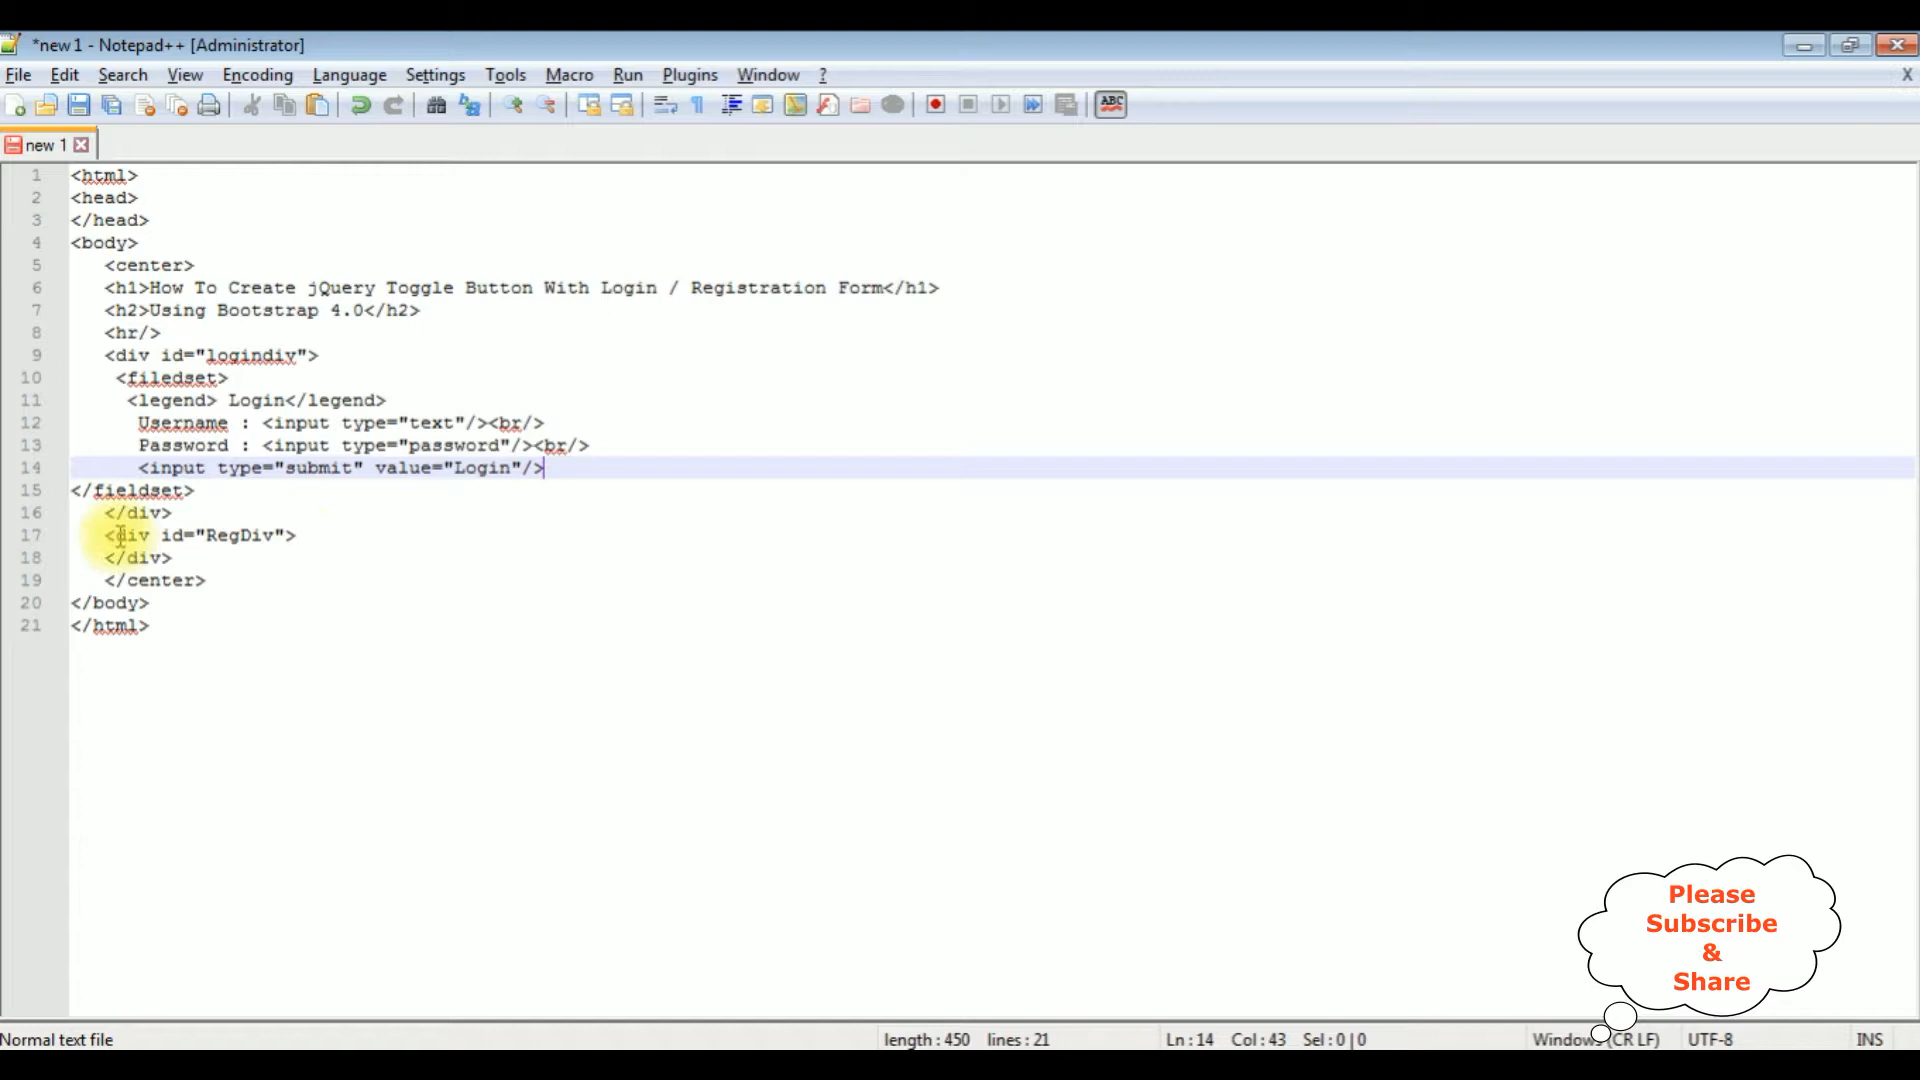 *new 1 - Notepad++ [Administrator]
File Edit Search View Encoding Language Settings Tools Macro Run Plugins Window ? X
ABC
new 1
1 <html>
2 <head>
3 </head>
4 <body>
5 <center>
6 <h1>How To Create jQuery Toggle Button With Login / Registration Form</h1>
7 <h2>Using Bootstrap 4.0</h2>
8 <hr/>
9 <div id="logindiv">
10 <filedset>
11 <legend> Login</legend>
12 Username : <input type="text"/><br/>
13 Password : <input type="password"/><br/>
14 <input type="submit" value="Login"/>
15 </fieldset>
16 </div>
17 <div id="RegDiv">
18 </div>
19 </center>
20 </body>
21 </html>
Please
Subscribe
&
Share
Normal text file length : 450 lines : 21 Ln : 14 Col : 43 Sel : 0 | 0 Windows (CR LF) UTF-8 INS